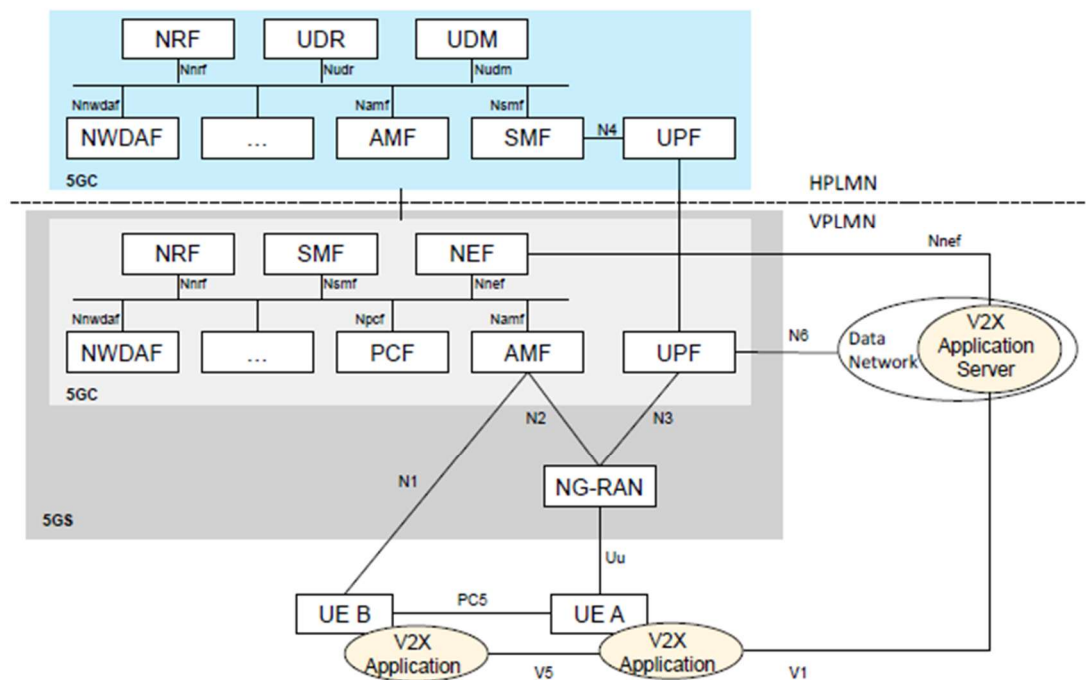 NRF
UDR
UDM
Nnrf
Nudr
Nudm
Nnwdaf
Namf
Nsmf
NWDAF
...
AMF
SMF
N4
UPF
5GC
HPLMN
VPLMN
NRF
SMF
NEF
Nnef
Nnrf
Nsmf
Nnef
Nnwdaf
Npcf
Namf
NWDAF
...
PCF
AMF
UPF
N6
Data
Network
V2X
Application
Server
5GC
N2
N3
N1
NG-RAN
5GS
Uu
UE B
PC5
UE A
V2X
Application
V5
V2X
Application
V1